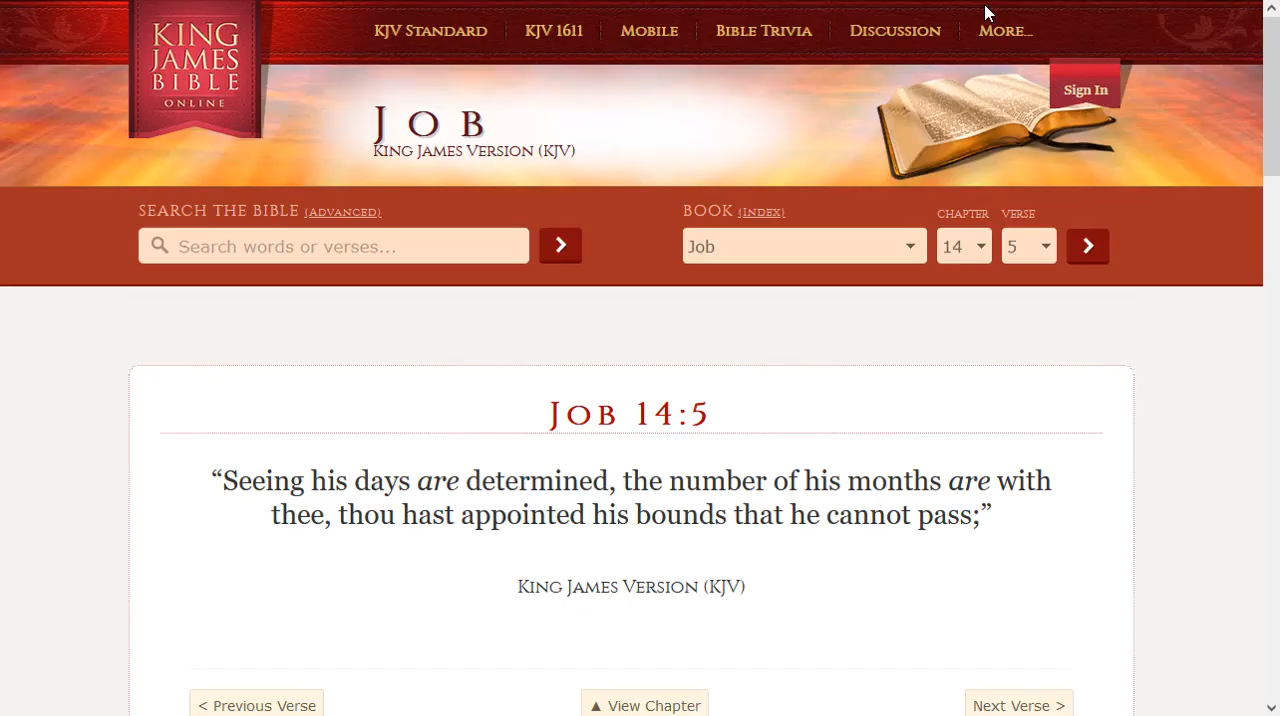 KING
JAMES
BIBLE
ONLINE
KJV STANDARD
KJV 1611
MOBILE
BIBLE TRIVIA
DISCUSSION
MORE...
Sign In
JOB
KING JAMES VERSION (KJV)
SEARCH THE BIBLE (ADVANCED)
Search words or verses...
BOOK (INDEX)
CHAPTER
VERSE
Job
14
5
JOB 14:5
“Seeing his days are determined, the number of his months are with
thee, thou hast appointed his bounds that he cannot pass;”
KING JAMES VERSION (KJV)
< Previous Verse
▲ View Chapter
Next Verse >